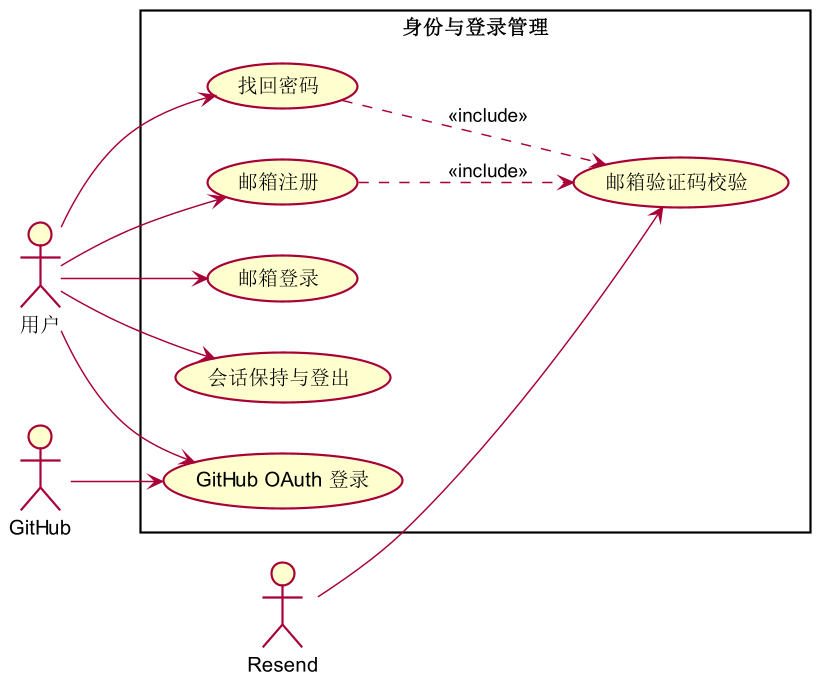 身份与登录管理
找回密码
«include»
邮箱注册
«include»
邮箱验证码校验
邮箱登录
用户
会话保持与登出
GitHub OAuth 登录
GitHub
Resend